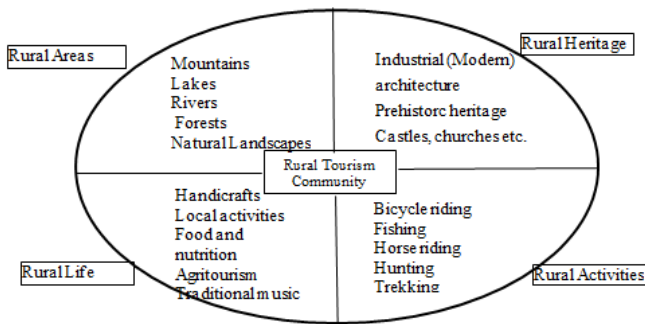 Rural Areas
Mountains
Lakes
Rivers
Forests
Natural Landscapes
Rural Heritage
Industrial (Modern)
architecture
Prehistorc heritage
Castles, churches etc.
Rural Tourism
Community
Rural Life
Handicrafts
Local activities
Food and
nutrition
Agritourism
Traditional music
Bicycle riding
Fishing
Horse riding
Hunting
Trekking
Rural Activities